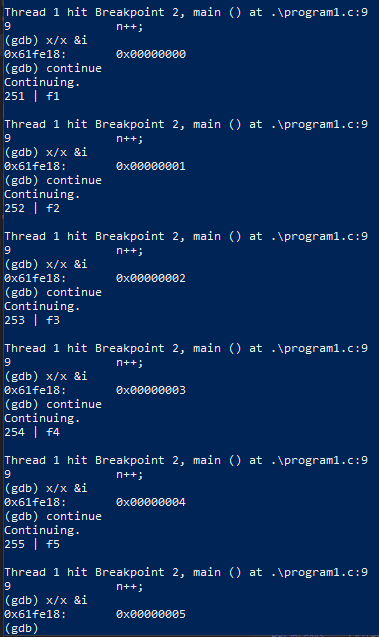 Thread 1 hit Breakpoint 2, main () at .\program1.c:9
9               n++;
(gdb) x/x &i
0x61fe18:       0x00000000
(gdb) continue
Continuing.
251 | f1
Thread 1 hit Breakpoint 2, main () at .\program1.c:9
9               n++;
(gdb) x/x &i
0x61fe18:       0x00000001
(gdb) continue
Continuing.
252 | f2
Thread 1 hit Breakpoint 2, main () at .\program1.c:9
9               n++;
(gdb) x/x &i
0x61fe18:       0x00000002
(gdb) continue
Continuing.
253 | f3
Thread 1 hit Breakpoint 2, main () at .\program1.c:9
9               n++;
(gdb) x/x &i
0x61fe18:       0x00000003
(gdb) continue
Continuing.
254 | f4
Thread 1 hit Breakpoint 2, main () at .\program1.c:9
9               n++;
(gdb) x/x &i
0x61fe18:       0x00000004
(gdb) continue
Continuing.
255 | f5
Thread 1 hit Breakpoint 2, main () at .\program1.c:9
9               n++;
(gdb) x/x &i
0x61fe18:       0x00000005
(gdb)